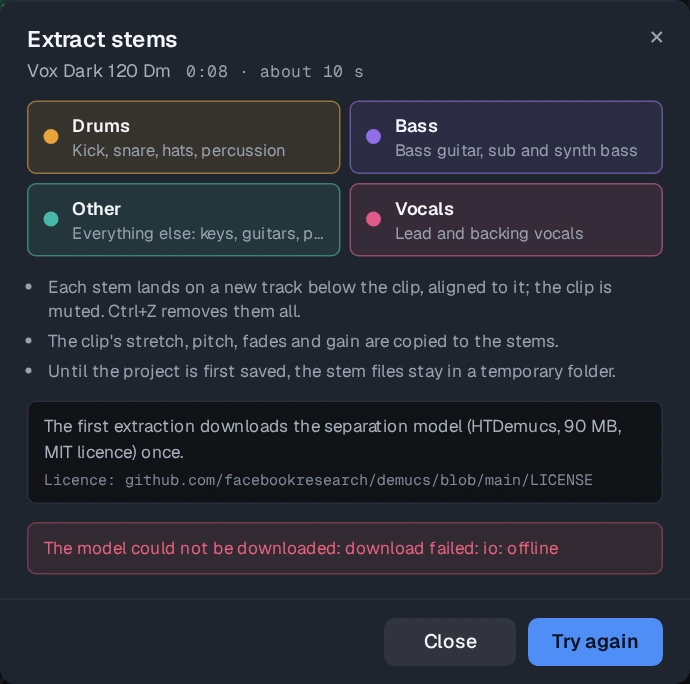 Extract stems
Vox Dark 120 Dm 0:08 · about 10 s
Drums
Kick, snare, hats, percussion
Bass
Bass guitar, sub and synth bass
Other
Everything else: keys, guitars, p…
Vocals
Lead and backing vocals
• Each stem lands on a new track below the clip, aligned to it; the clip is
muted. Ctrl+Z removes them all.
• The clip's stretch, pitch, fades and gain are copied to the stems.
• Until the project is first saved, the stem files stay in a temporary folder.
The first extraction downloads the separation model (HTDemucs, 90 MB,
MIT licence) once.
Licence: github.com/facebookresearch/demucs/blob/main/LICENSE
The model could not be downloaded: download failed: io: offline
Close
Try again